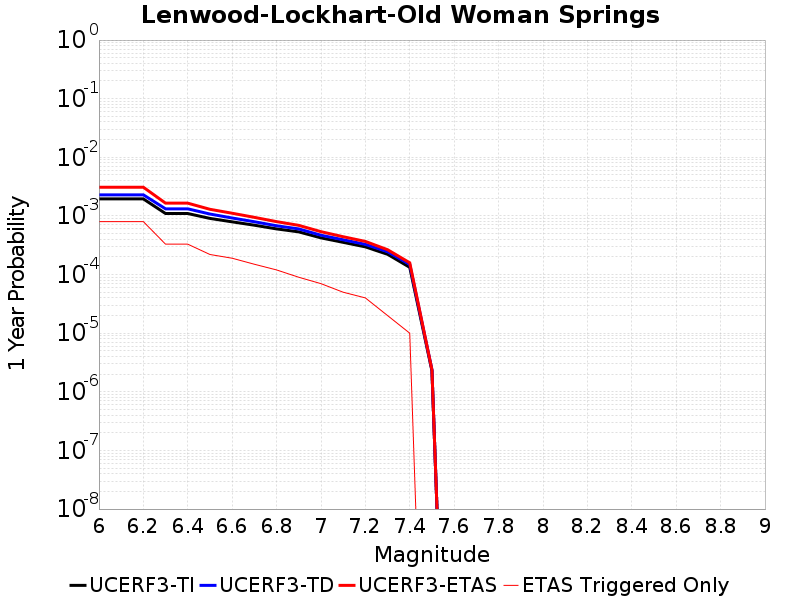 Lenwood-Lockhart-Old Woman Springs
1 Year Probability
10^0
10^-1
10^-2
10^-3
10^-4
10^-5
10^-6
10^-7
10^-8
6 6.2 6.4 6.6 6.8 7 7.2 7.4 7.6 7.8 8 8.2 8.4 8.6 8.8 9
Magnitude
UCERF3-TI UCERF3-TD UCERF3-ETAS ETAS Triggered Only